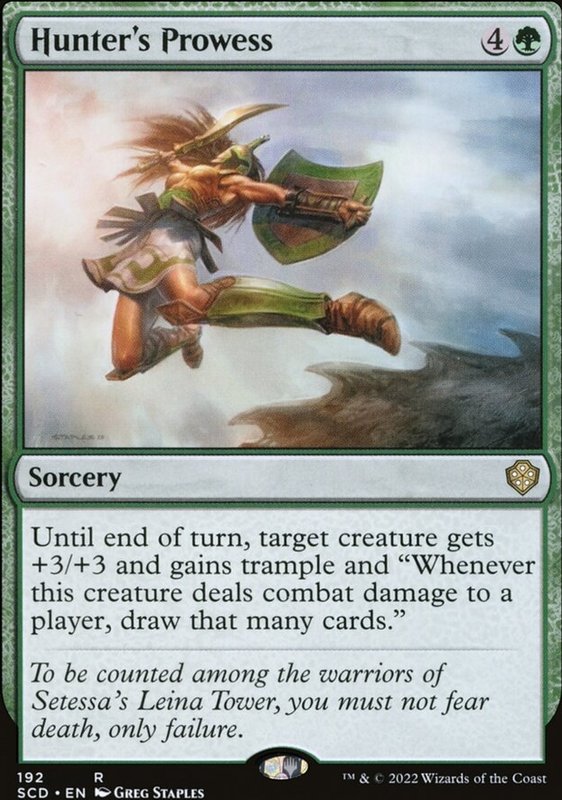 Hunter's Prowess 4
Sorcery
Until end of turn, target creature gets
+3/+3 and gains trample and “Whenever
this creature deals combat damage to a
player, draw that many cards.”
To be counted among the warriors of
Setessa's Leina Tower, you must not fear
death, only failure.
192 R
SCD • EN Greg Staples
™ & © 2022 Wizards of the Coast